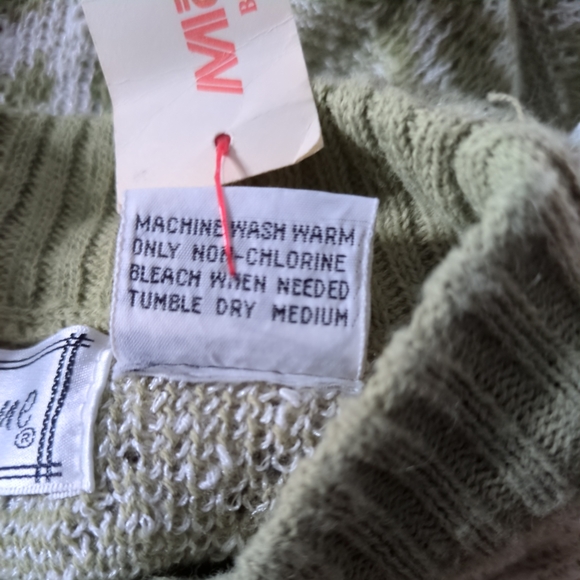 MACHINE WASH WARM
ONLY NON-CHLORINE
BLEACH WHEN NEEDED
TUMBLE DRY MEDIUM